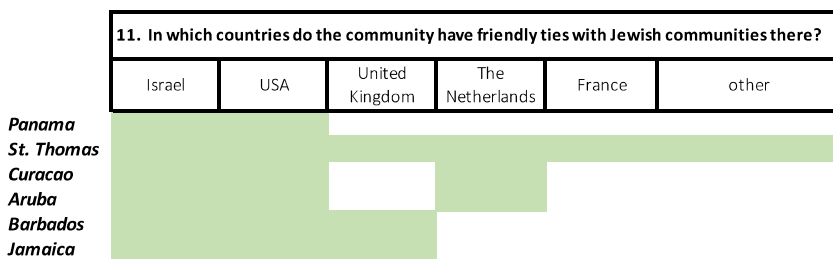 11. In which countries do the community have friendly ties with Jewish communities there?
Israel USA United Kingdom The Netherlands France other
Panama
St. Thomas
Curacao
Aruba
Barbados
Jamaica